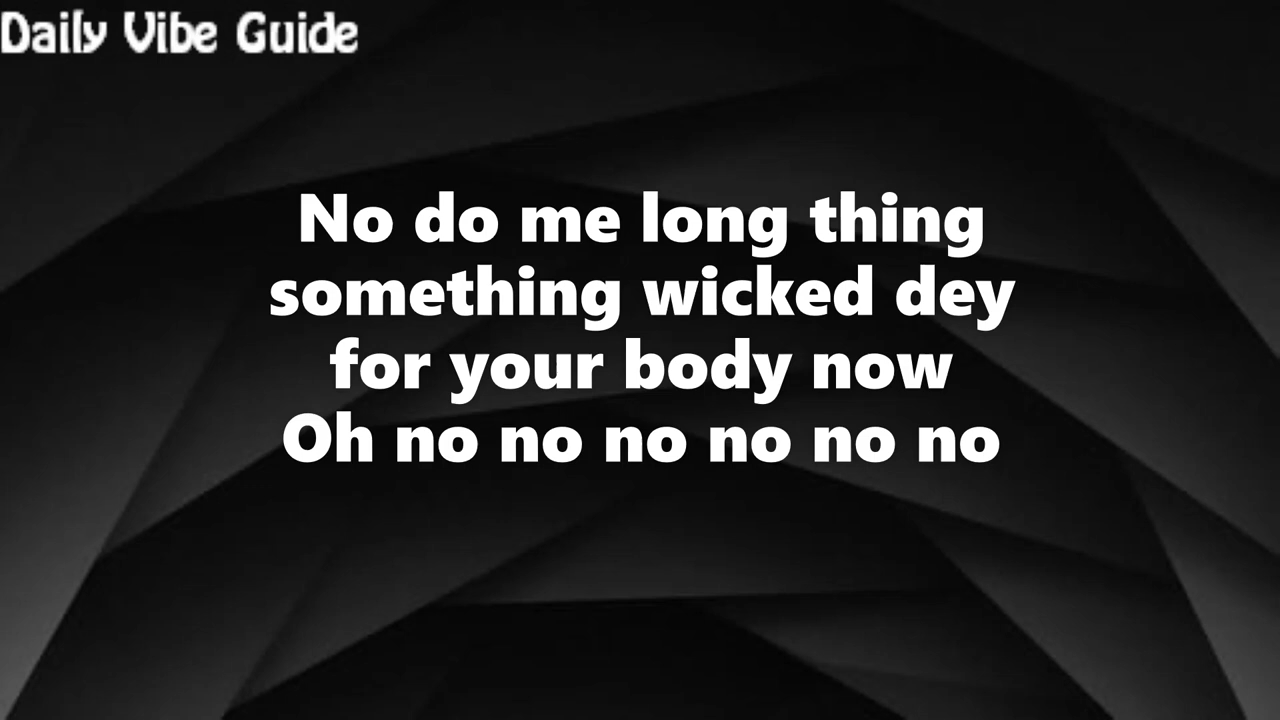 Daily Vibe Guide
No do me long thing
something wicked dey
for your body now
Oh no no no no no no